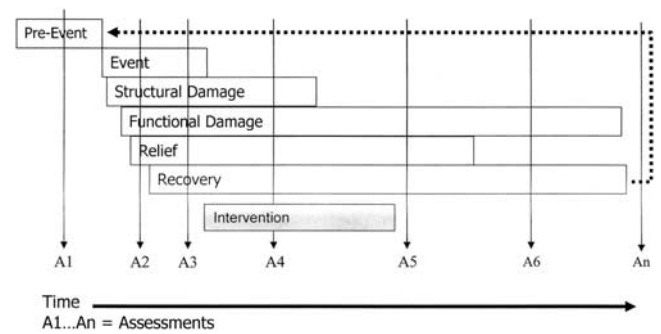 Pre-Event
Event
Structural Damage
Functional Damage
Relief
Recovery
Intervention
A1 A2 A3 A4 A5 A6 An
Time
A1...An = Assessments